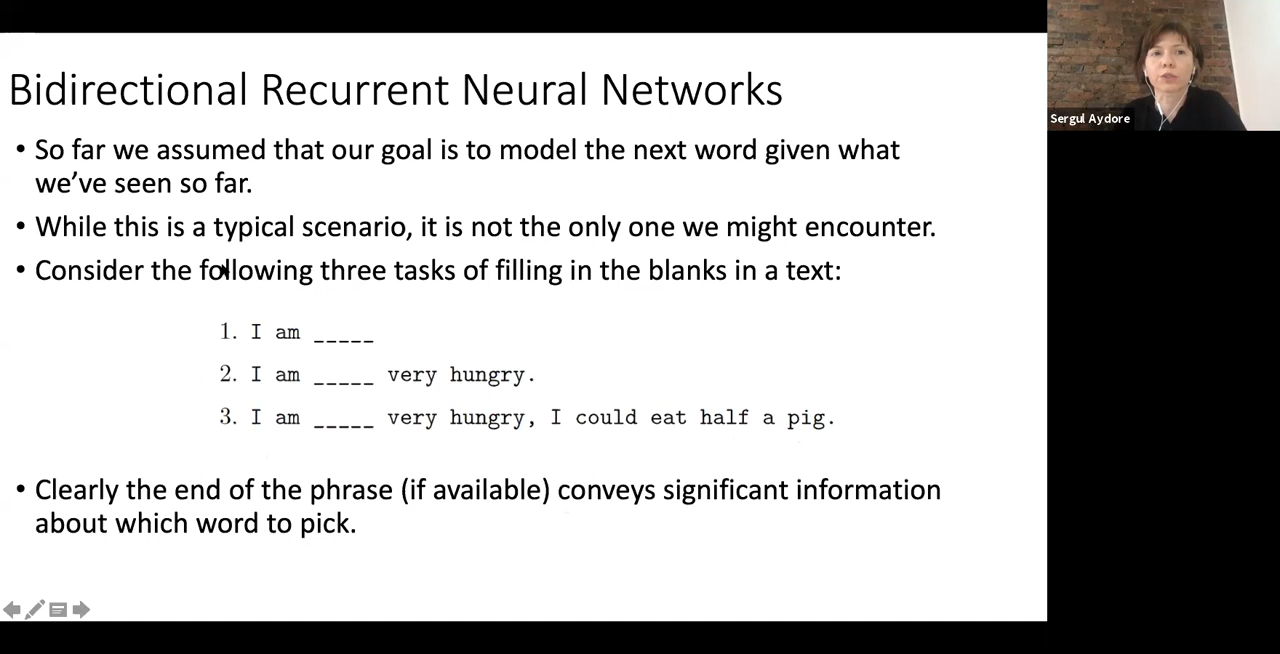 Bidirectional Recurrent Neural Networks
• So far we assumed that our goal is to model the next word given what
we've seen so far.
• While this is a typical scenario, it is not the only one we might encounter.
• Consider the following three tasks of filling in the blanks in a text:
1. I am _____
2. I am _____ very hungry.
3. I am _____ very hungry, I could eat half a pig.
• Clearly the end of the phrase (if available) conveys significant information
about which word to pick.
Sergul Aydore